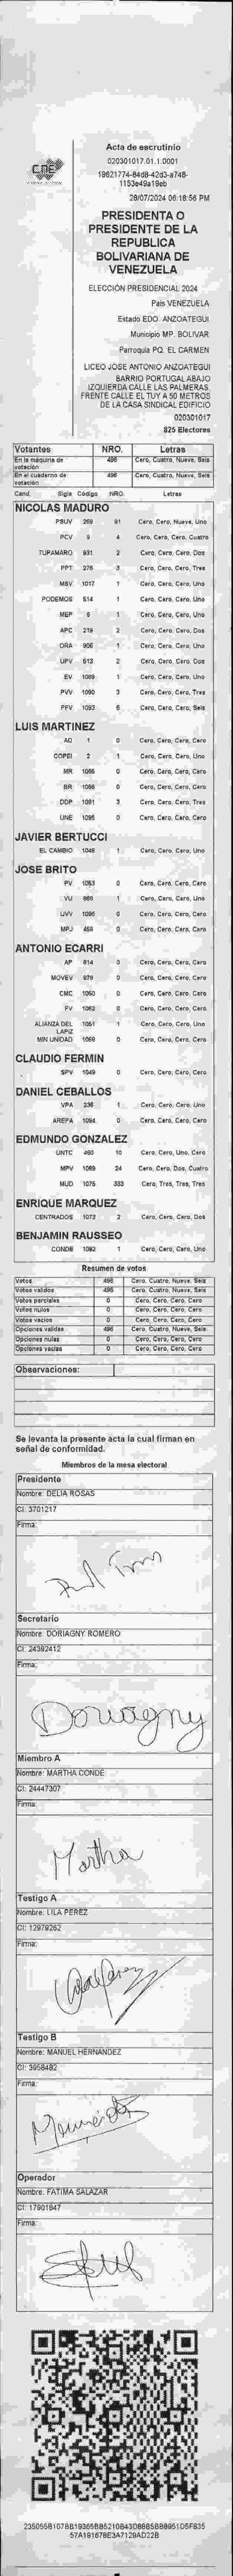 Acta de escrutinio
020301017.01.1.0001
CNE
28/07/2024 06:18:56 PM
PRESIDENTA O
PRESIDENTE DE LA
REPUBLICA
BOLIVARIANA DE
VENEZUELA
ELECCIÓN PRESIDENCIAL 2024
Pais VENEZUELA
Estado EDO. ANZOATEGUI
Municipio MP. BOLIVAR
Parroquia PQ. EL CARMEN
LICEO JOSE ANTONIO ANZOATEGUI
BARRIO PORTUGAL ABAJO
IZQUIERDA CALLE LAS PALMERAS.
FRENTE CALLE EL TUY A 50 METROS
DE LA CASA SINDICAL EDIFICIO
020301017
825 Electores
Votantes NRO. Letras
En la máquina de votación 496 Cero, Cuatro, Nueve, Seis
En el cuaderno de votación 496 Cero, Cuatro, Nueve, Seis
Cand. Sigla Código NRO. Letras
NICOLAS MADURO
PSUV 269 91 Cero, Cero, Nueve, Uno
PCV 9 4 Cero, Cero, Cero, Cuatro
TUPAMARO 931 2 Cero, Cero, Cero, Dos
PPT 276 3 Cero, Cero, Cero, Tres
MSV 1017 1 Cero, Cero, Cero, Uno
PODEMOS 514 1 Cero, Cero, Cero, Uno
MEP 6 1 Cero, Cero, Cero, Uno
APC 219 2 Cero, Cero, Cero, Dos
ORA 906 1 Cero, Cero, Cero, Uno
UPV 513 2 Cero, Cero, Cero, Dos
EV 1089 1 Cero, Cero, Cero, Uno
PVV 1090 3 Cero, Cero, Cero, Tres
PFV 1093 6 Cero, Cero, Cero, Seis
LUIS MARTINEZ
AD 1 0 Cero, Cero, Cero, Cero
COPEI 2 1 Cero, Cero, Cero, Uno
MR 1065 0 Cero, Cero, Cero, Cero
BR 1066 0 Cero, Cero, Cero, Cero
DDP 1091 3 Cero, Cero, Cero, Tres
UNE 1095 0 Cero, Cero, Cero, Cero
JAVIER BERTUCCI
EL CAMBIO 1048 1 Cero, Cero, Cero, Uno
JOSE BRITO
PV 1053 0 Cero, Cero, Cero, Cero
VU 868 1 Cero, Cero, Cero, Uno
UVV 1096 0 Cero, Cero, Cero, Cero
MPJ 458 0 Cero, Cero, Cero, Cero
ANTONIO ECARRI
AP 814 0 Cero, Cero, Cero, Cero
MOVEV 979 0 Cero, Cero, Cero, Cero
CMC 1050 0 Cero, Cero, Cero, Cero
FV 1062 0 Cero, Cero, Cero, Cero
ALIANZA DEL LAPIZ 1051 1 Cero, Cero, Cero, Uno
MIN UNIDAD 1068 0 Cero, Cero, Cero, Cero
CLAUDIO FERMIN
SPV 1049 0 Cero, Cero, Cero, Cero
DANIEL CEBALLOS
VPA 236 1 Cero, Cero, Cero, Uno
AREPA 1094 0 Cero, Cero, Cero, Cero
EDMUNDO GONZALEZ
UNTC 460 10 Cero, Cero, Uno, Cero
MPV 1069 24 Cero, Cero, Dos, Cuatro
MUD 1075 333 Cero, Tres, Tres, Tres
ENRIQUE MARQUEZ
CENTRADOS 1073 2 Cero, Cero, Cero, Dos
BENJAMIN RAUSSEO
CONDE 1092 1 Cero, Cero, Cero, Uno
Resumen de votos
Votos 496 Cero, Cuatro, Nueve, Seis
Votos validos 496 Cero, Cuatro, Nueve, Seis
Votos parciales 0 Cero, Cero, Cero, Cero
Votos nulos 0 Cero, Cero, Cero, Cero
Votos vacios 0 Cero, Cero, Cero, Cero
Opciones validas 496 Cero, Cuatro, Nueve, Seis
Opciones nulas 0 Cero, Cero, Cero, Cero
Opciones vacias 0 Cero, Cero, Cero, Cero
Observaciones:
Se levanta la presente acta la cual firman en
señal de conformidad.
Miembros de la mesa electoral
Presidente
Nombre: DELIA ROSAS
CI: 3701217
Firma:
Secretario
Nombre: DORIAGNY ROMERO
CI: 24392412
Firma:
Doriagny
Miembro A
Nombre: MARTHA CONDE
CI: 24447307
Firma:
Martha
Testigo A
Nombre: LILA PEREZ
CI: 12979262
Firma:
Testigo B
Nombre: MANUEL HERNANDEZ
CI: 3958482
Firma:
Operador
Nombre: FATIMA SALAZAR
CI: 17901847
Firma:
57A191678E3A7129AD22B